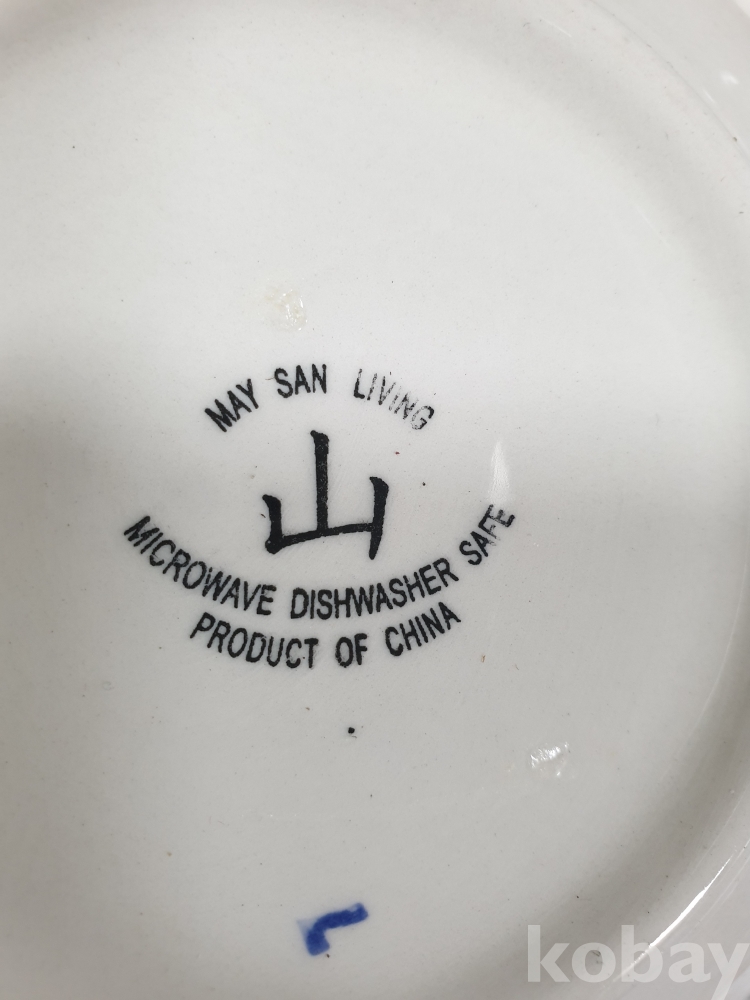 MAY SAN LIVING
山
MICROWAVE DISHWASHER SAFE
PRODUCT OF CHINA
kobay